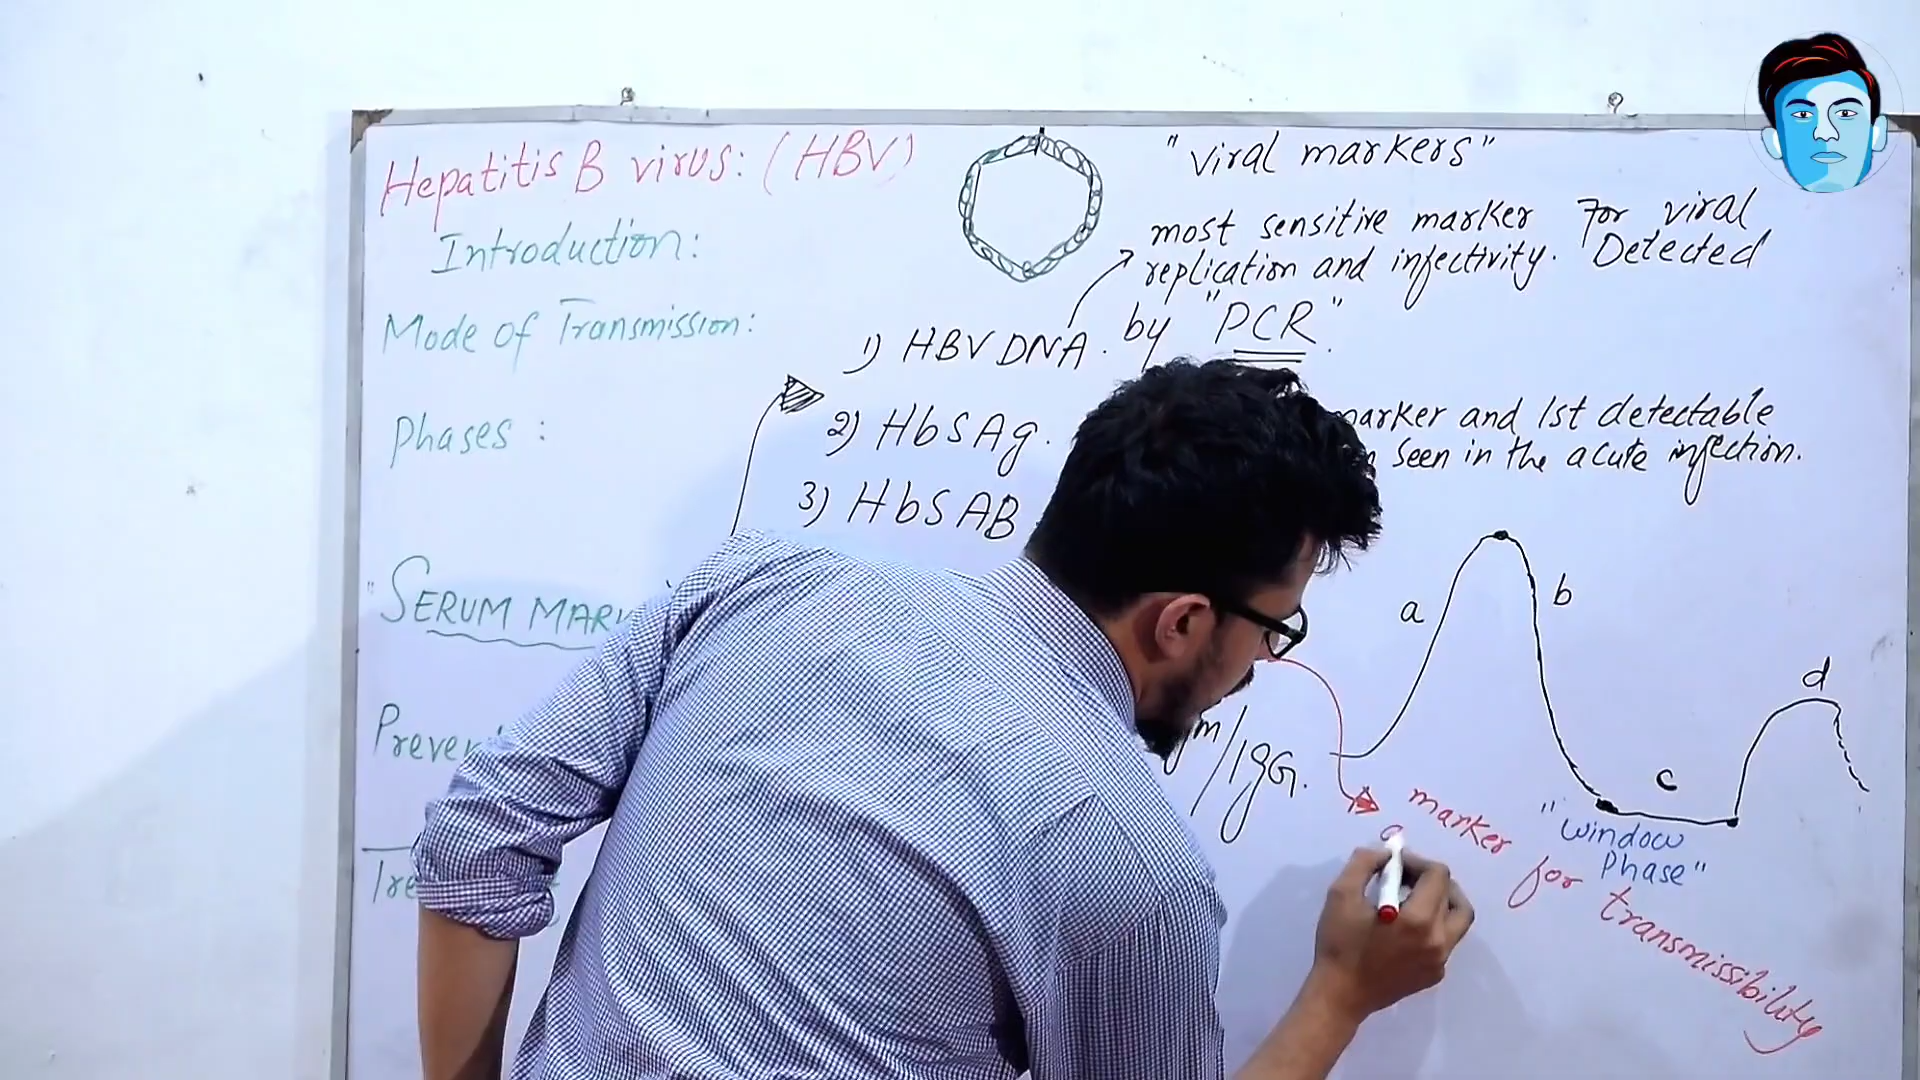 Hepatitis B virus: (HBV)
Introduction:
Mode of Transmission:
Phases :
"SERUM MAR
Preven
Tre
"viral markers"
most sensitive marker For viral
replication and infectivity. Detected
by "PCR".
1) HBV DNA.
2) HbSAg.
marker and 1st detectable
seen in the acute infection.
3) HbSAB
a
b
c
d
m/IgG.
"window
Phase"
marker for transmissibility
a